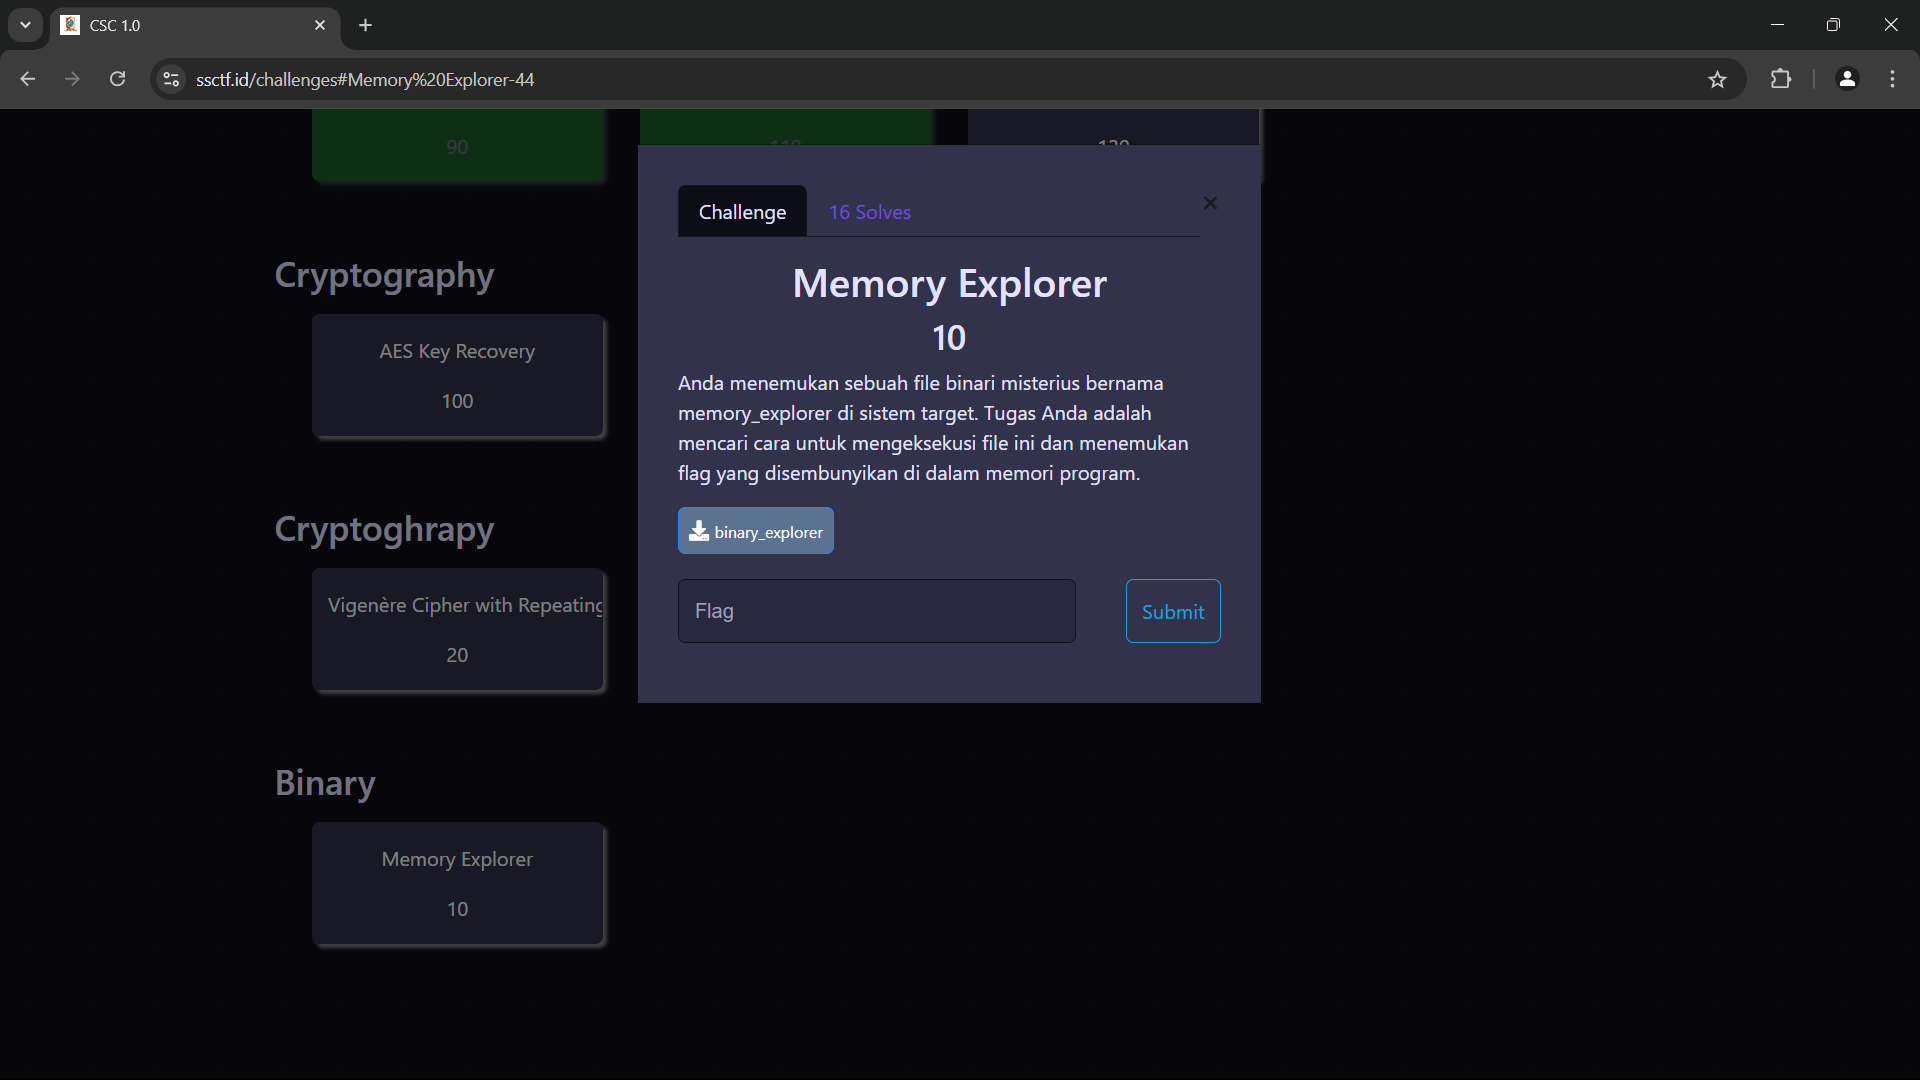 CSC 1.0
ssctf.id/challenges#Memory%20Explorer-44
90
110
120
Challenge
16 Solves
Memory Explorer
10
Anda menemukan sebuah file binari misterius bernama
memory_explorer di sistem target. Tugas Anda adalah
mencari cara untuk mengeksekusi file ini dan menemukan
flag yang disembunyikan di dalam memori program.
binary_explorer
Flag
Submit
Cryptography
AES Key Recovery
100
Cryptoghrapy
Vigenère Cipher with Repeating
20
Binary
Memory Explorer
10